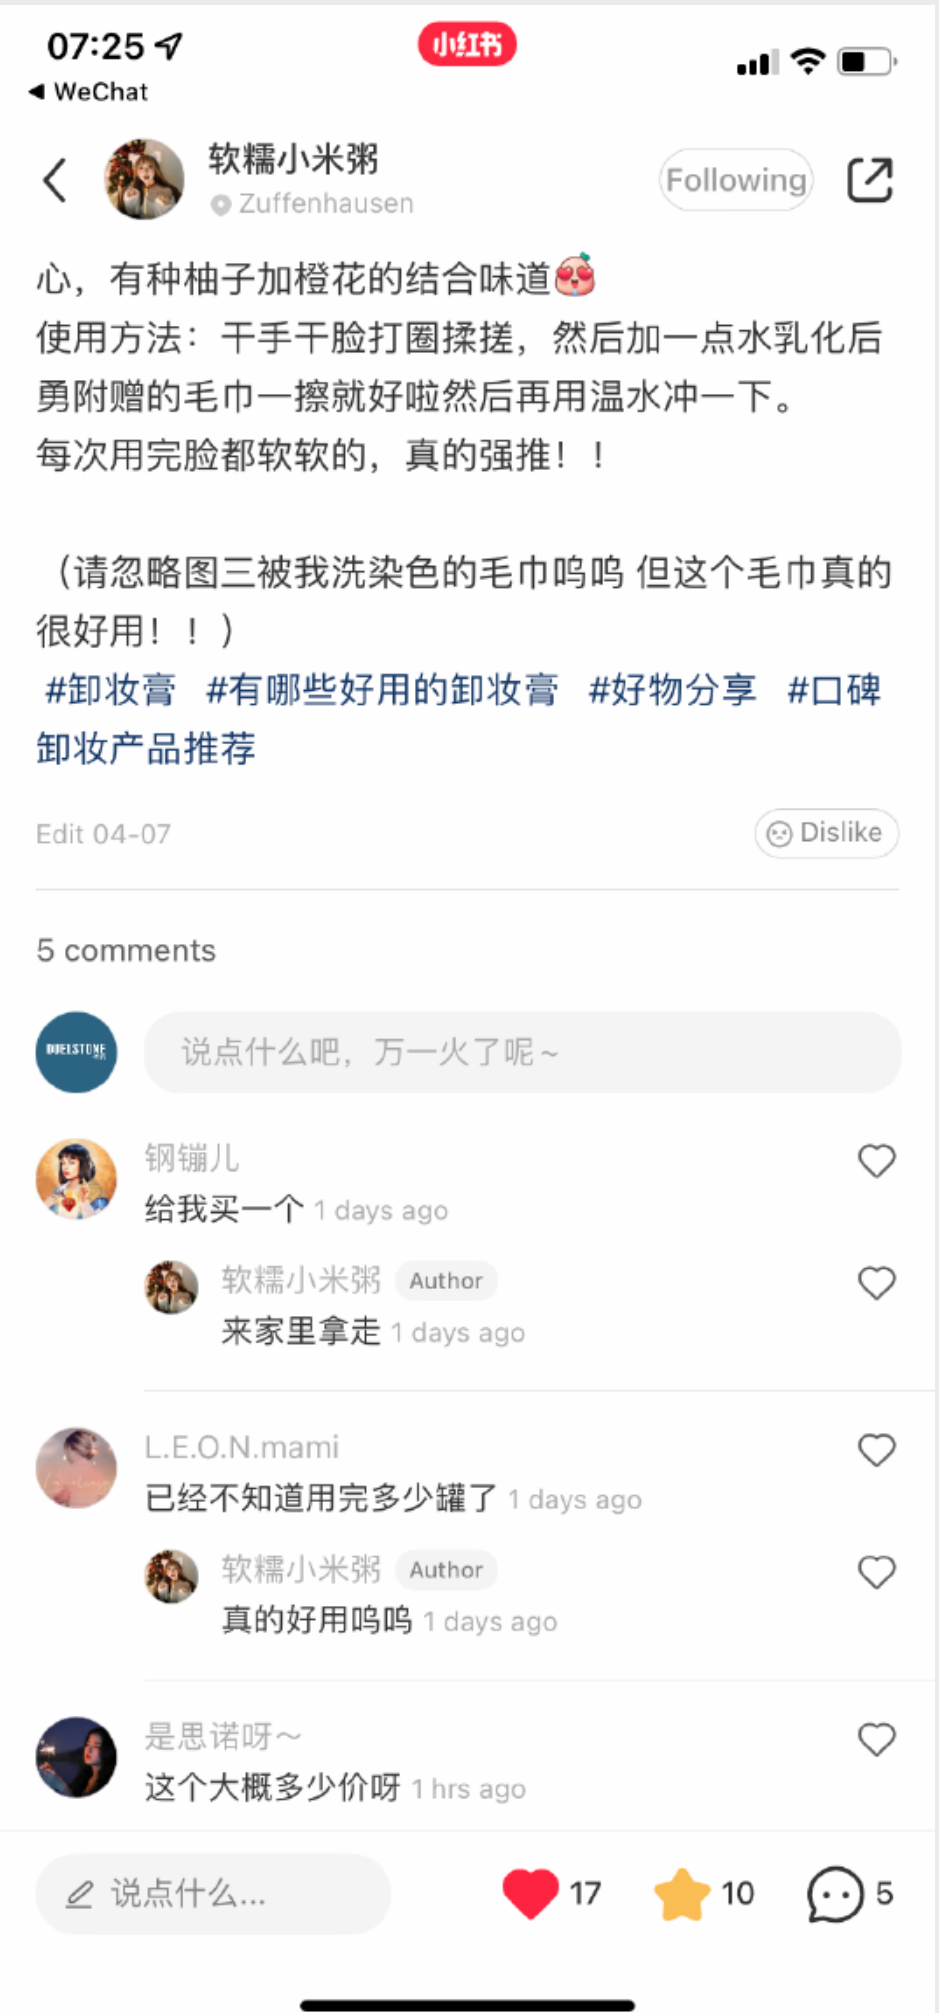 07:25
小红书
◀ WeChat
软糯小米粥
Zuffenhausen
Following
心，有种柚子加橙花的结合味道
使用方法：干手干脸打圈揉搓，然后加一点水乳化后
勇附赠的毛巾一擦就好啦然后再用温水冲一下。
每次用完脸都软软的，真的强推！！
（请忽略图三被我洗染色的毛巾呜呜 但这个毛巾真的
很好用！！）
#卸妆膏 #有哪些好用的卸妆膏 #好物分享 #口碑
卸妆产品推荐
Edit 04-07
Dislike
5 comments
DUELSTONE
说点什么吧，万一火了呢~
钢镚儿
给我买一个 1 days ago
软糯小米粥 Author
来家里拿走 1 days ago
L.E.O.N.mami
已经不知道用完多少罐了 1 days ago
软糯小米粥 Author
真的好用呜呜 1 days ago
是思诺呀～
这个大概多少价呀 1 hrs ago
说点什么...
17
10
5